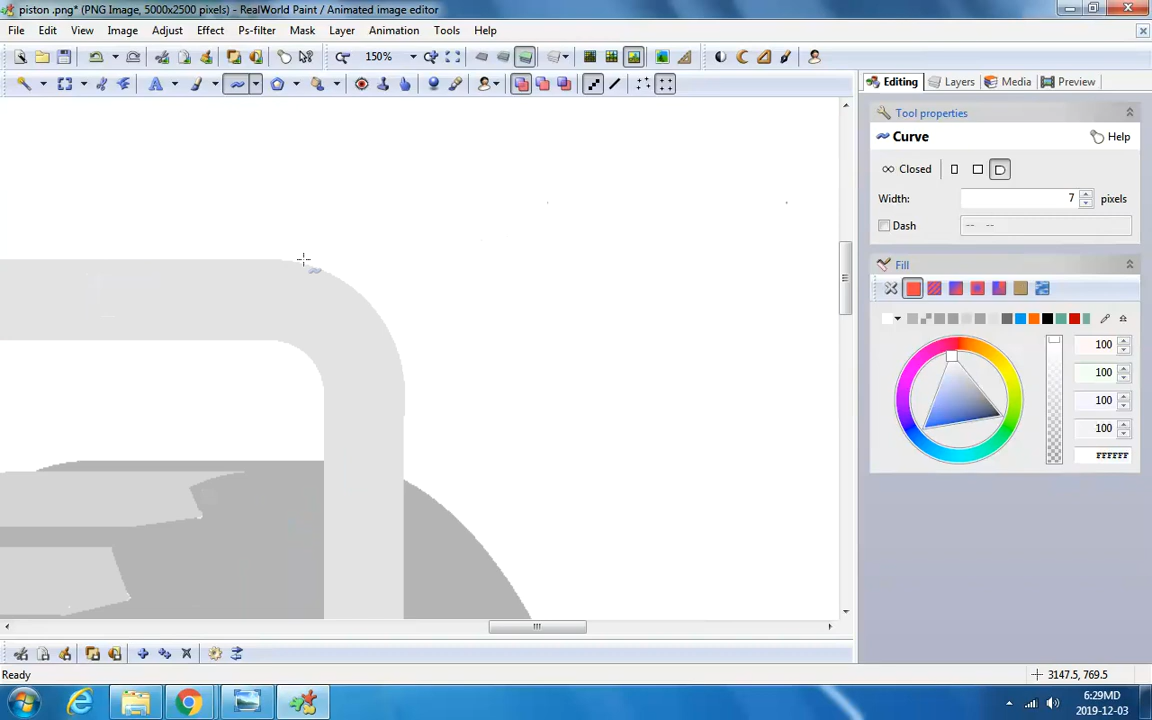 piston .png* (PNG Image, 5000x2500 pixels) - RealWorld Paint / Animated image editor
File Edit View Image Adjust Effect Ps-filter Mask Layer Animation Tools Help
150%
Editing Layers Media Preview
Tool properties
Curve Help
Closed
Width: 7 pixels
Dash -- --
Fill
100
100
100
100
FFFFFF
Ready 3147.5, 769.5
6:29MD
2019-12-03